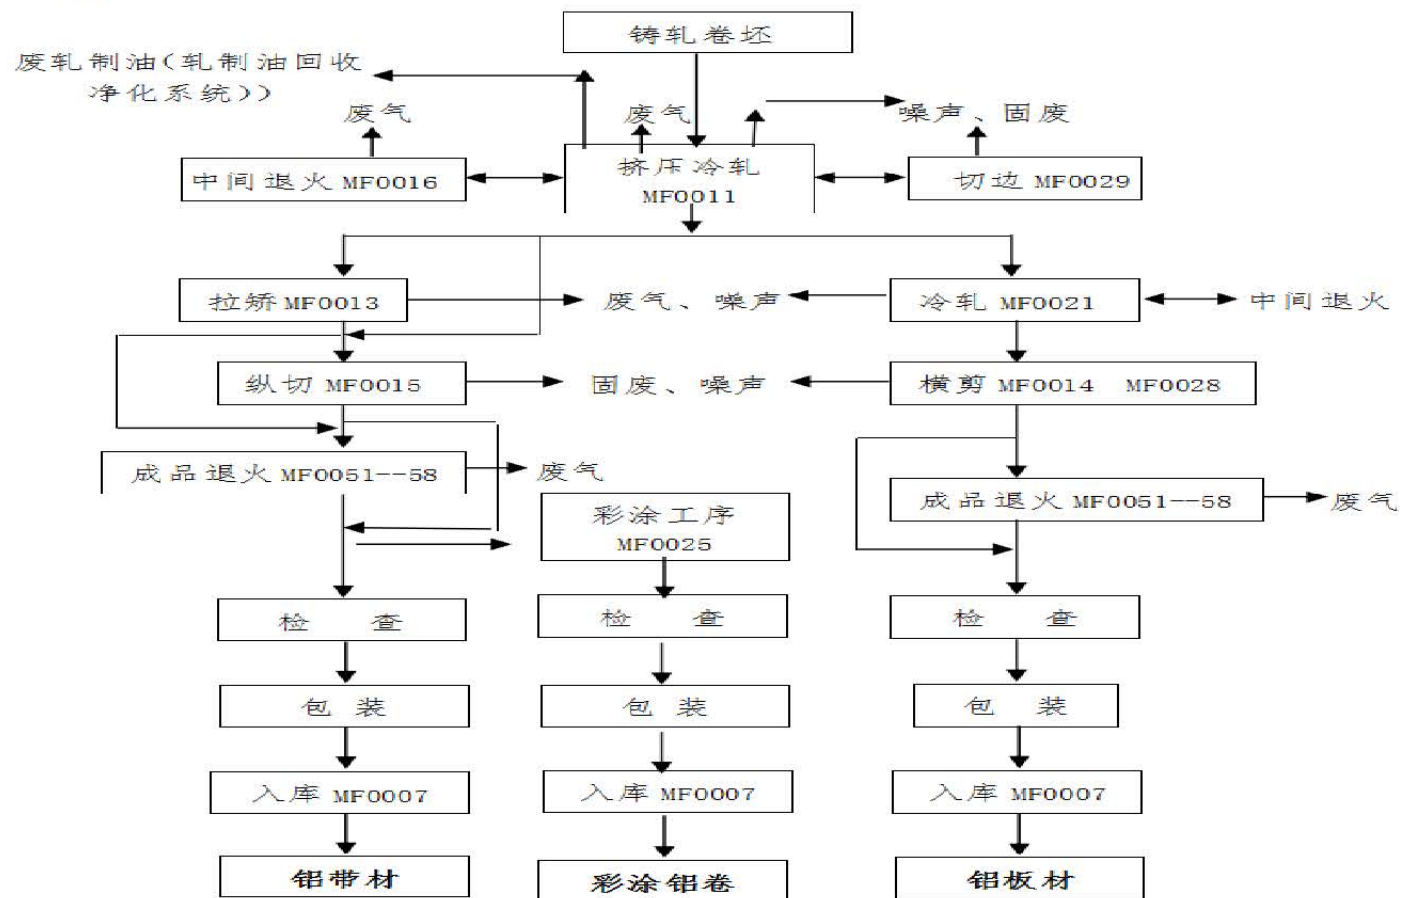 铸轧卷坯
废轧制油(轧制油回收
净化系统))
废气
废气
噪声、固废
中间退火 MF0016
挤压冷轧
MF0011
切边 MF0029
拉矫 MF0013
废气、噪声
冷轧 MF0021
中间退火
纵切 MF0015
固废、噪声
横剪 MF0014 MF0028
成品退火 MF0051--58
废气
彩涂工序
MF0025
成品退火 MF0051--58
废气
检 查
检 查
检 查
包 装
包 装
包 装
入库 MF0007
入库 MF0007
入库 MF0007
铝带材
彩涂铝卷
铝板材